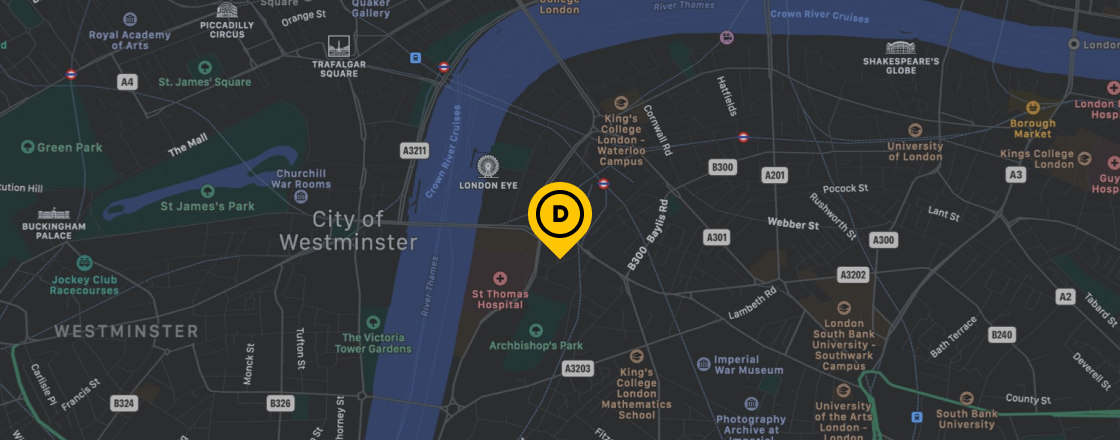 Square
Orange St
Quaker
Gallery
College
London
River Thames
Crown River Cruises
PICCADILLY
CIRCUS
Royal Academy
of Arts
TRAFALGAR
SQUARE
SHAKESPEARE'S
GLOBE
London
A4
St. James' Square
Hatfields
King's
College
London -
Waterloo
Campus
Cornwall Rd
London
Hosp
Borough
Market
The Mall
Green Park
A3211
Crown River Cruises
University
of London
Kings College
London
Guy
Hosp
B300
A201
A3
LONDON EYE
Churchill
War Rooms
tution Hill
St James's Park
Pocock St
Rushworth St
Lant St
BUCKINGHAM
PALACE
City of
Westminster
D
B300
Baylis Rd
Webber St
A301
A300
Jockey Club
Racecourses
River Thames
St Thomas
Hospital
A3202
Lambeth Rd
A2
Tabard St
WESTMINSTER
The Victoria
Tower Gardens
Archbishop's Park
London
South Bank
University -
Southwark
Campus
Bath Terrace
B240
Monck St
Tufton St
A3203
Imperial
War Museum
Deverell St
Carlisle Pl
Francis St
King's
College
London
Mathematics
School
B324
B326
horney St
Photography
Archive at
Imperial
University
of the Arts
London -
London
South Bank
University
County St